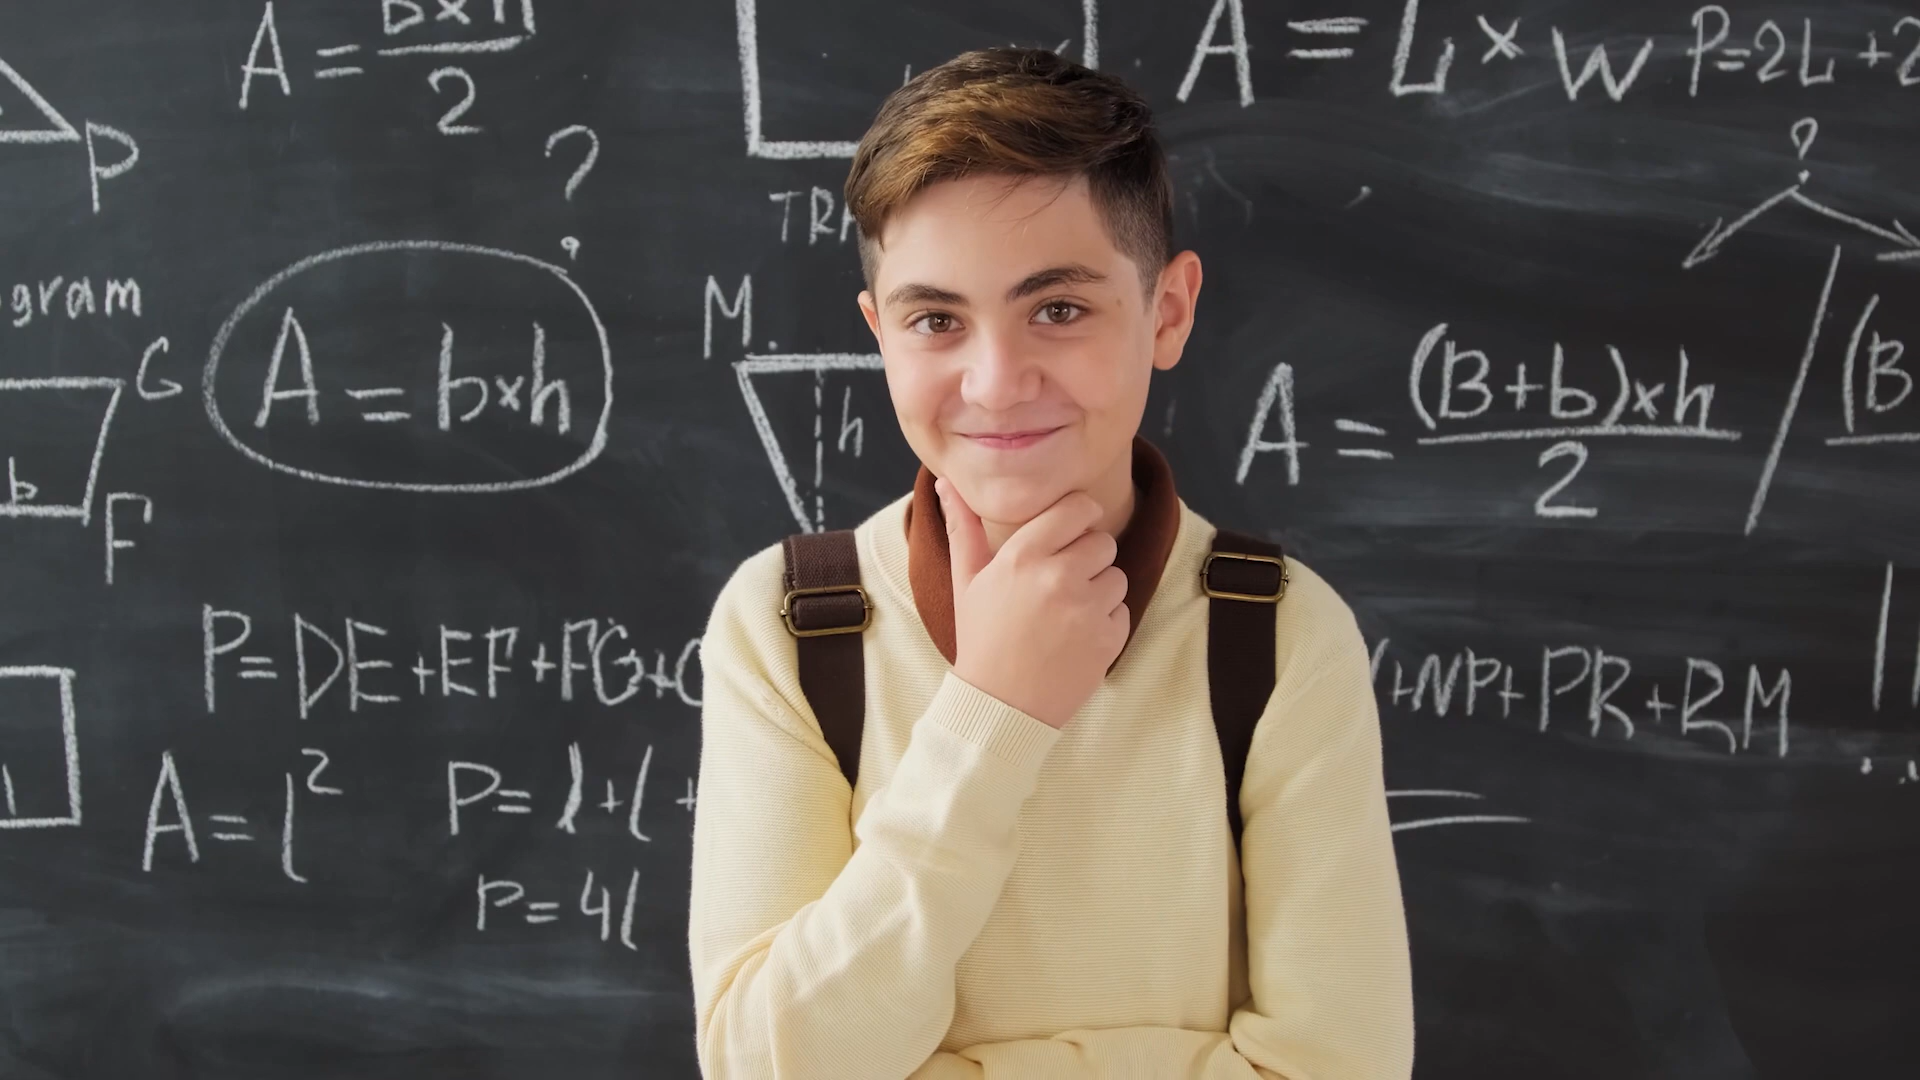 A = b×h / 2
A = L × W
P=2L +2
P
?
?
TRA
gram
G
A = b×h
M.
h
A = (B+b)×h / 2
(B
b
F
P= DE+EF+FG+
+NP+PR+RM
A = l²
P= l+l +
P=4l